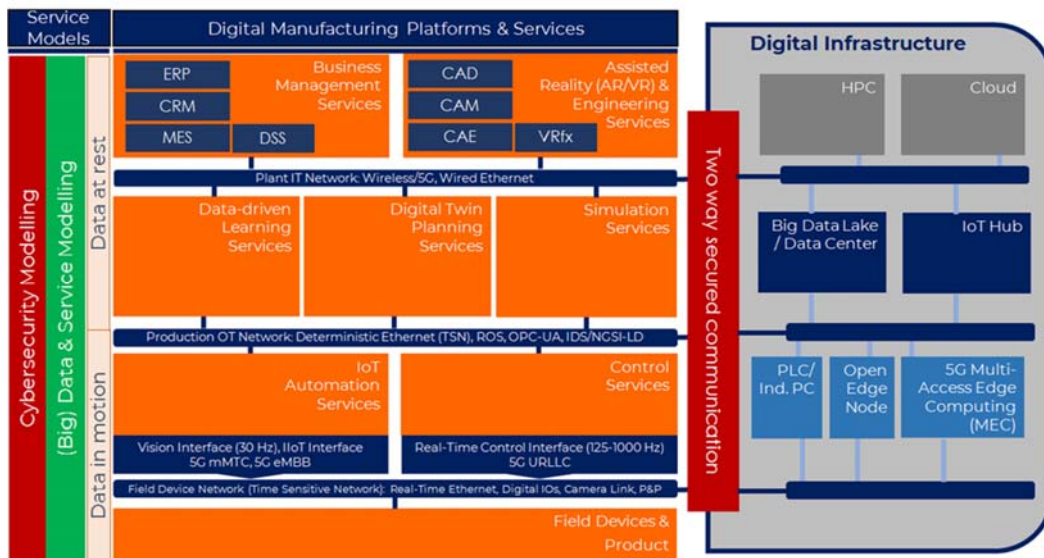 Service
Models
Digital Manufacturing Platforms & Services
Cybersecurity Modelling
(Big) Data & Service Modelling
Data at rest
Data in motion
ERP
CRM
MES
DSS
Business
Management
Services
CAD
CAM
CAE
VRfx
Assisted
Reality (AR/VR) &
Engineering
Services
Plant IT Network: Wireless/5G, Wired Ethernet
Data-driven
Learning
Services
Digital Twin
Planning
Services
Simulation
Services
Production OT Network: Deterministic Ethernet (TSN), ROS, OPC-UA, IDS/NGSI-LD
IoT
Automation
Services
Control
Services
Vision Interface (30 Hz), IIoT Interface
5G mMTC, 5G eMBB
Real-Time Control Interface (125-1000 Hz)
5G URLLC
Field Device Network (Time Sensitive Network): Real-Time Ethernet, Digital IOs, Camera Link, P&P
Field Devices &
Product
Two way secured communication
Digital Infrastructure
HPC
Cloud
Big Data Lake
/ Data Center
IoT Hub
PLC/
Ind. PC
Open
Edge
Node
5G Multi-
Access Edge
Computing
(MEC)